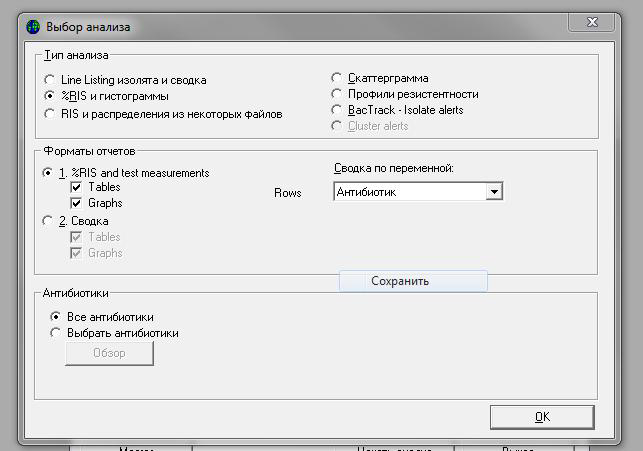 Выбор анализа
Тип анализа
Line Listing изолята и сводка
%RIS и гистограммы
RIS и распределения из некоторых файлов
Скаттерграмма
Профили резистентности
BacTrack - Isolate alerts
Cluster alerts
Форматы отчетов
1. %RIS and test measurements
Tables
Graphs
2. Сводка
Tables
Graphs
Сводка по переменной:
Rows
Антибиотик
Сохранить
Антибиотики
Все антибиотики
Выбрать антибиотики
Обзор
OK